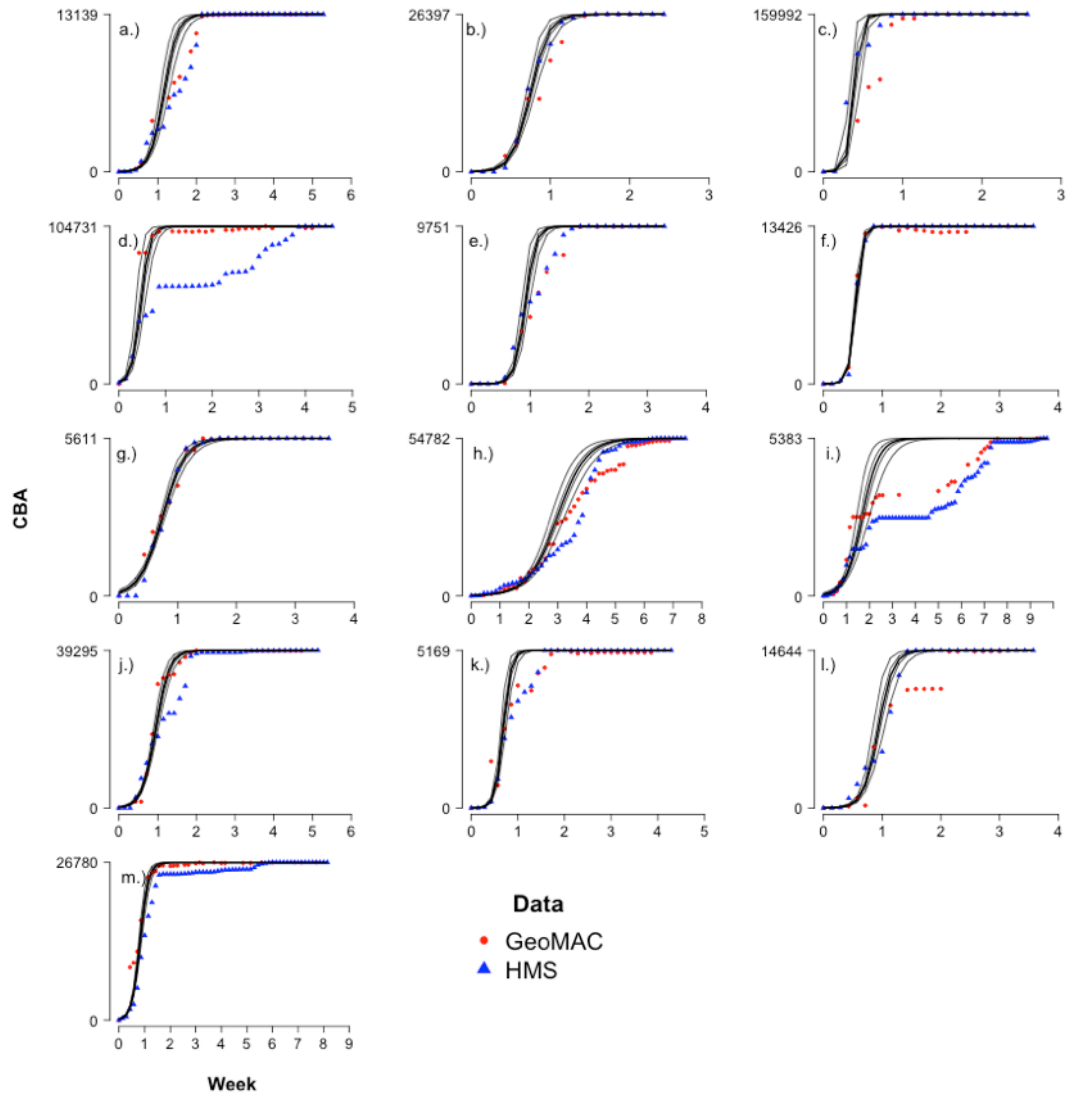 13139 a.) 0
0 1 2 3 4 5 6
26397 b.) 0
0 1 2 3
159992 c.) 0
0 1 2 3
104731 d.) 0
0 1 2 3 4 5
9751 e.) 0
0 1 2 3 4
13426 f.) 0
0 1 2 3 4
5611 g.) 0
0 1 2 3 4
54782 h.) 0
0 1 2 3 4 5 6 7 8
5383 i.) 0
0 1 2 3 4 5 6 7 8 9
CBA
39295 j.) 0
0 1 2 3 4 5 6
5169 k.) 0
0 1 2 3 4 5
14644 l.) 0
0 1 2 3 4
26780 m.) 0
0 1 2 3 4 5 6 7 8 9
Week
Data
GeoMAC
HMS